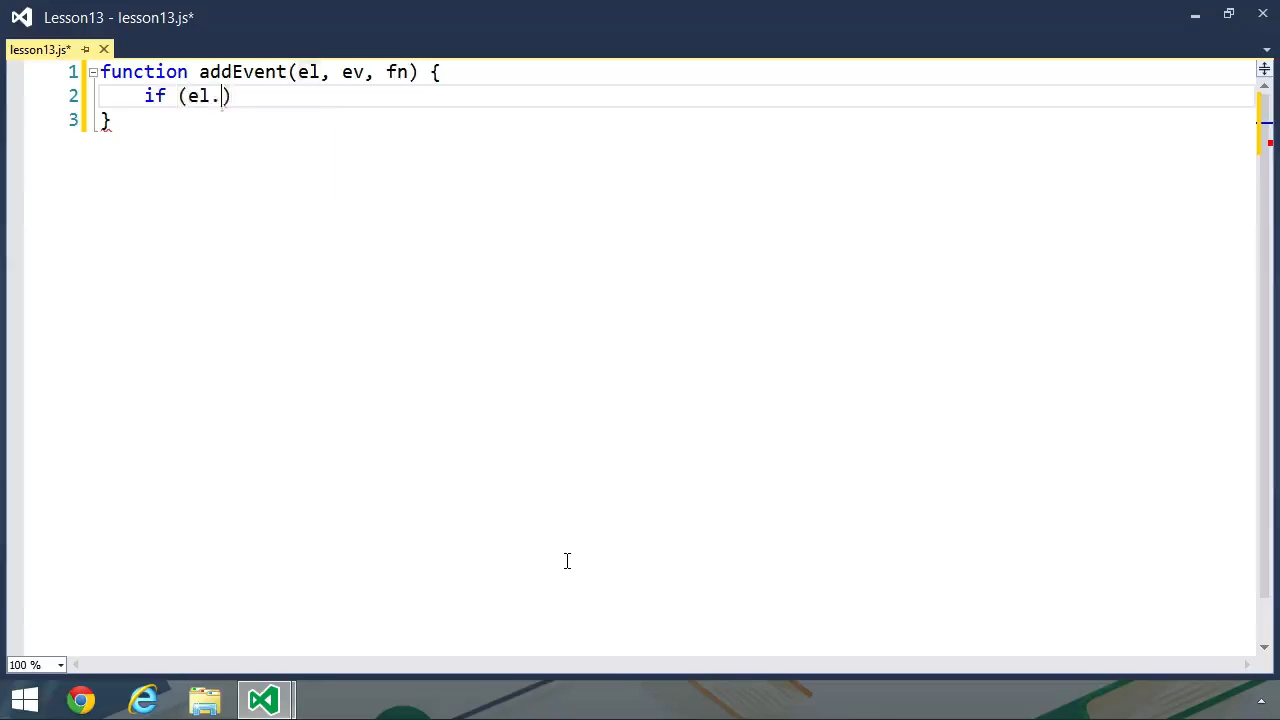 Lesson13 - lesson13.js*
lesson13.js*
1 function addEvent(el, ev, fn) {
2 if (el.)
3 }
100 %